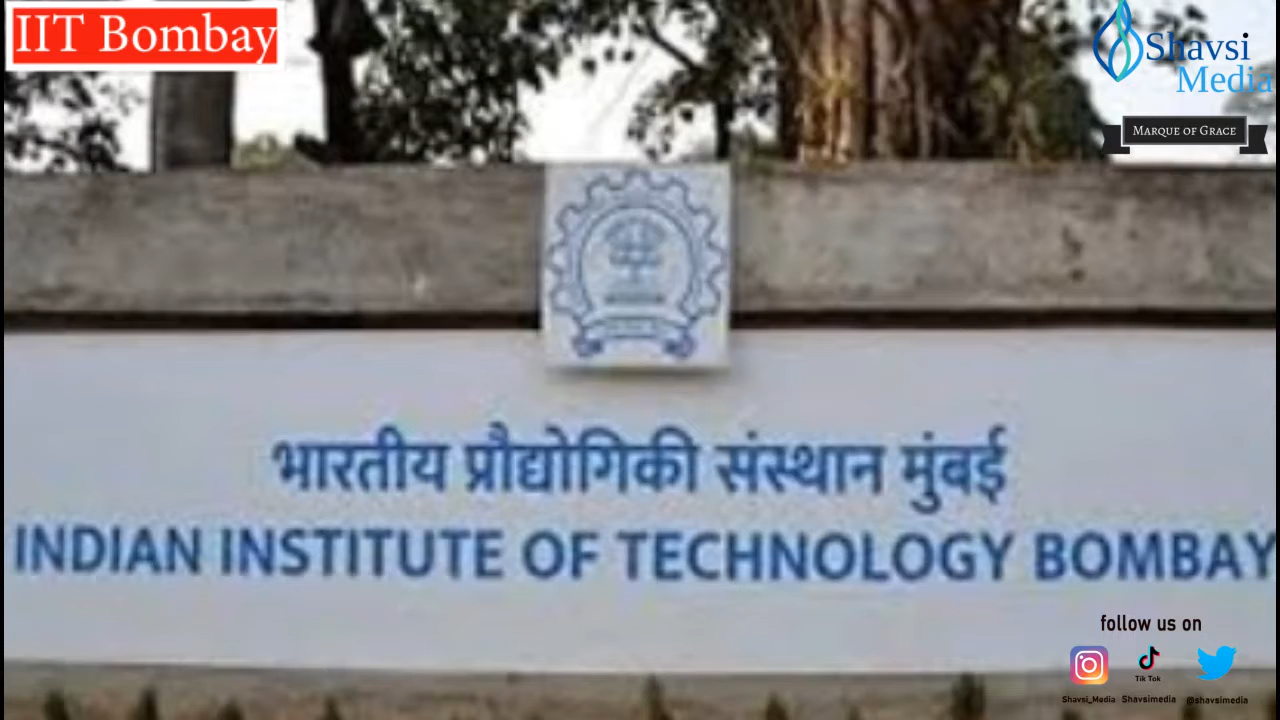 IIT Bombay
Shavsi
Media
MARQUE OF GRACE
भारतीय प्रौद्योगिकी संस्थान मुंबई
INDIAN INSTITUTE OF TECHNOLOGY BOMBAY
follow us on
Tik Tok
Shavsi_Media Shavsimedia @shavsimedia